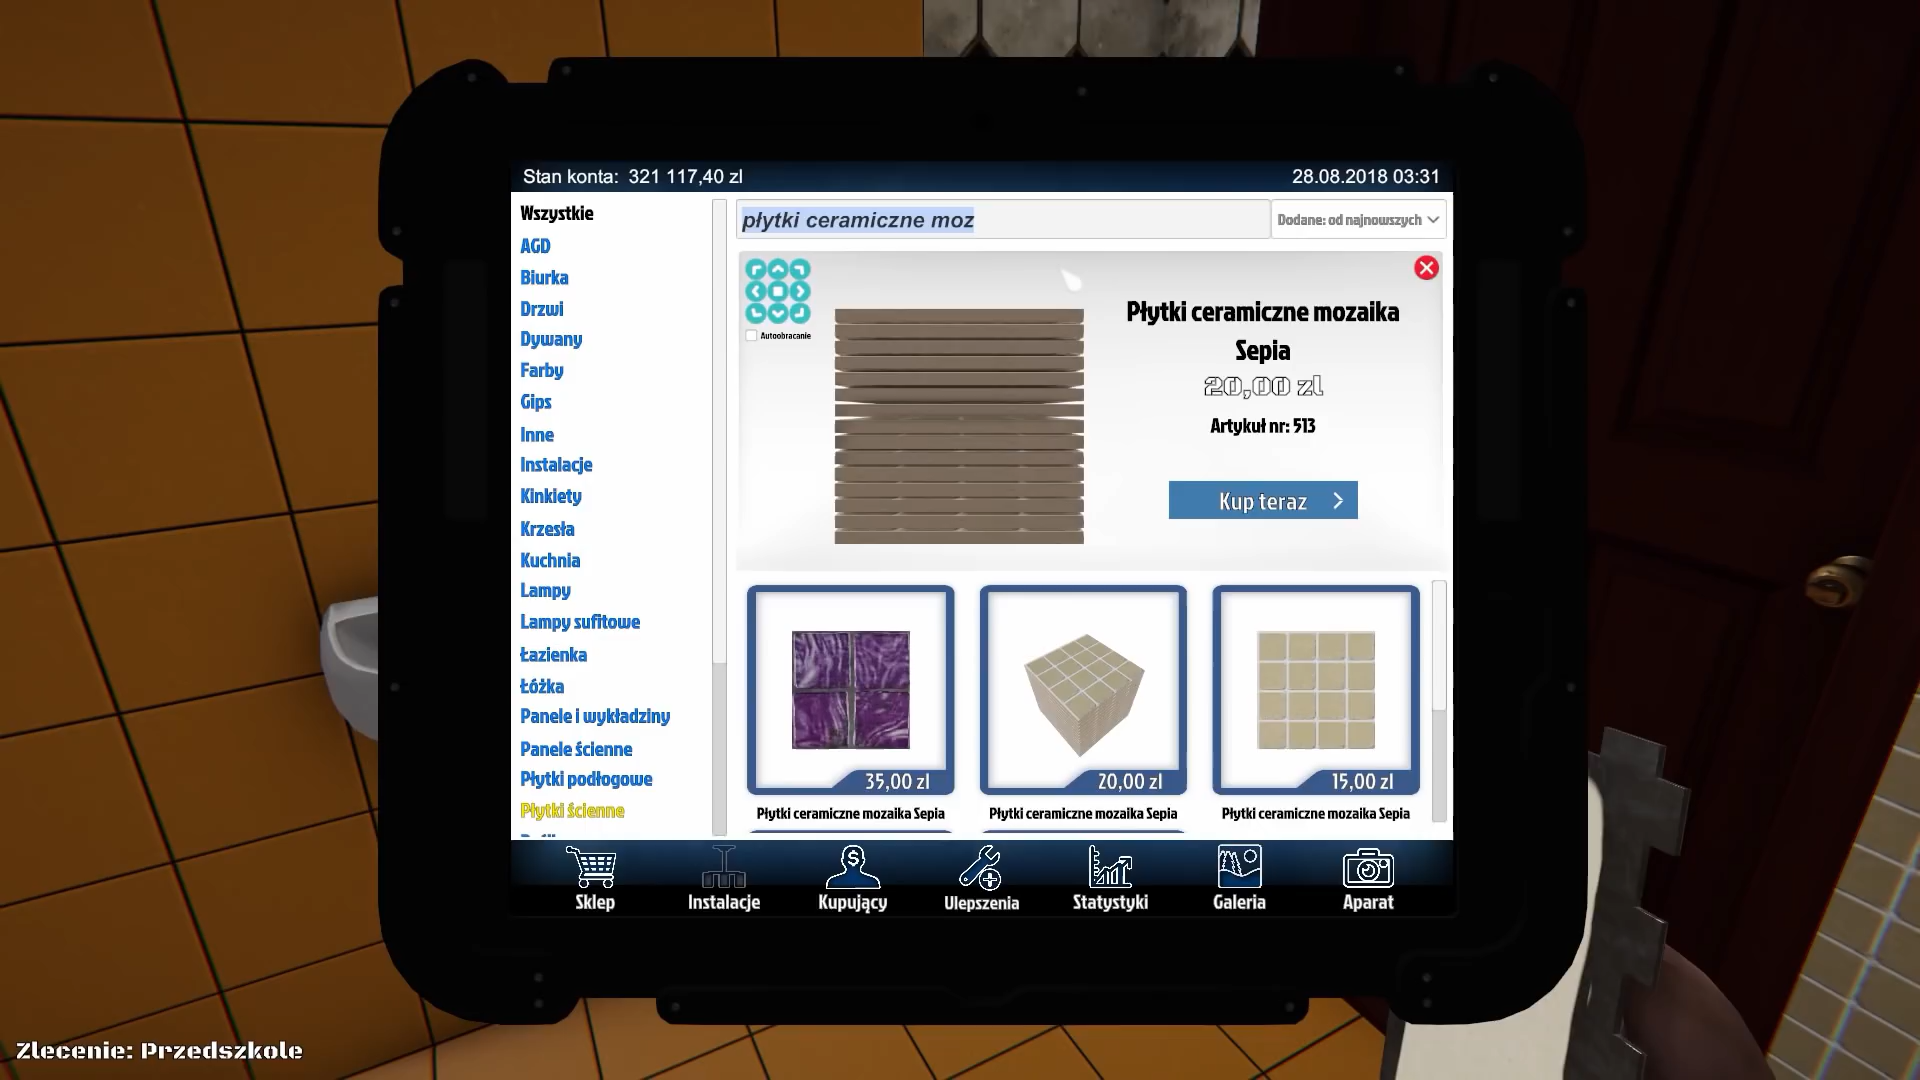 Stan konta: 321 117,40 zl
28.08.2018 03:31
Wszystkie
AGD
Biurka
Drzwi
Dywany
Farby
Gips
Inne
Instalacje
Kinkiety
Krzesła
Kuchnia
Lampy
Lampy sufitowe
Łazienka
Łóżka
Panele i wykładziny
Panele ścienne
Płytki podłogowe
Płytki ścienne
płytki ceramiczne moz
Dodane: od najnowszych
Autoobracanie
Płytki ceramiczne mozaika
Sepia
20,00 zl
Artykuł nr: 513
Kup teraz
35,00 zl
20,00 zl
15,00 zl
Płytki ceramiczne mozaika Sepia
Płytki ceramiczne mozaika Sepia
Płytki ceramiczne mozaika Sepia
Sklep
Instalacje
Kupujący
Ulepszenia
Statystyki
Galeria
Aparat
Zlecenie: Przedszkole